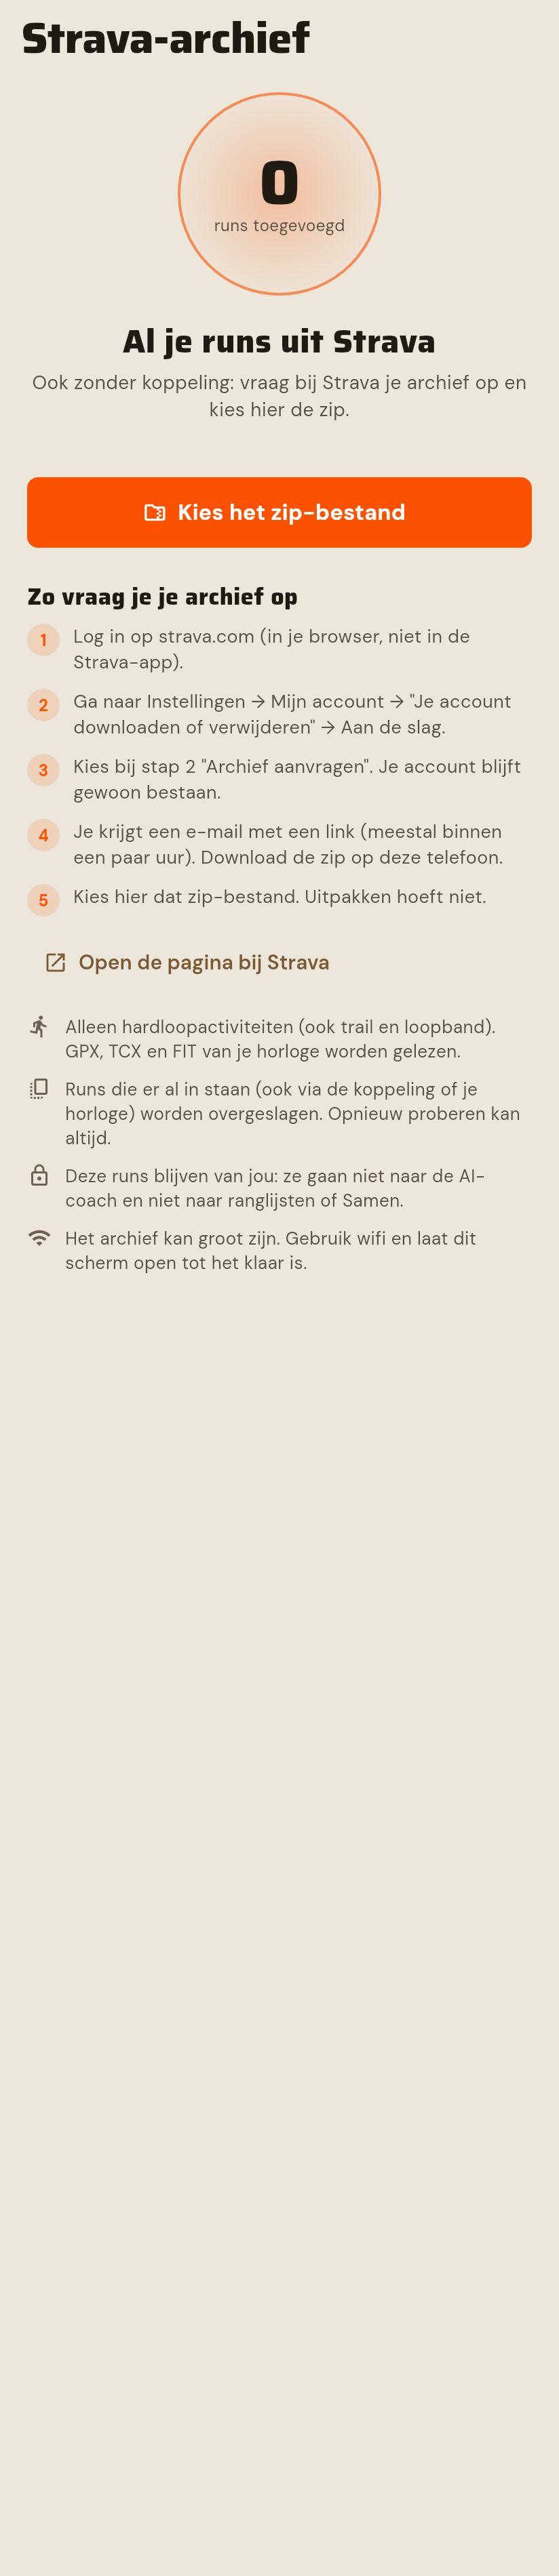 Strava-archief
0
runs toegevoegd
Al je runs uit Strava
Ook zonder koppeling: vraag bij Strava je archief op en
kies hier de zip.
Kies het zip-bestand
Zo vraag je je archief op
1 Log in op strava.com (in je browser, niet in de
Strava-app).
2 Ga naar Instellingen → Mijn account → "Je account
downloaden of verwijderen" → Aan de slag.
3 Kies bij stap 2 "Archief aanvragen". Je account blijft
gewoon bestaan.
4 Je krijgt een e-mail met een link (meestal binnen
een paar uur). Download de zip op deze telefoon.
5 Kies hier dat zip-bestand. Uitpakken hoeft niet.
Open de pagina bij Strava
Alleen hardloopactiviteiten (ook trail en loopband).
GPX, TCX en FIT van je horloge worden gelezen.
Runs die er al in staan (ook via de koppeling of je
horloge) worden overgeslagen. Opnieuw proberen kan
altijd.
Deze runs blijven van jou: ze gaan niet naar de AI-
coach en niet naar ranglijsten of Samen.
Het archief kan groot zijn. Gebruik wifi en laat dit
scherm open tot het klaar is.